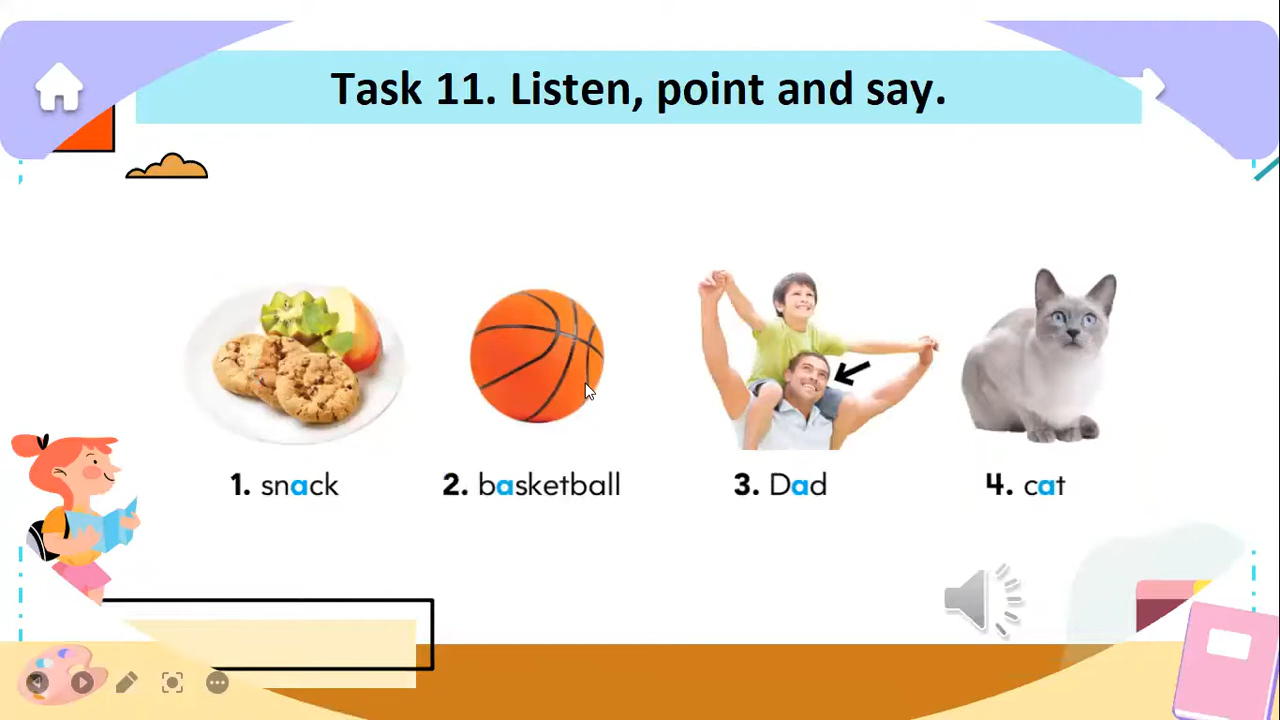 Task 11. Listen, point and say.
1. snack 2. basketball 3. Dad 4. cat